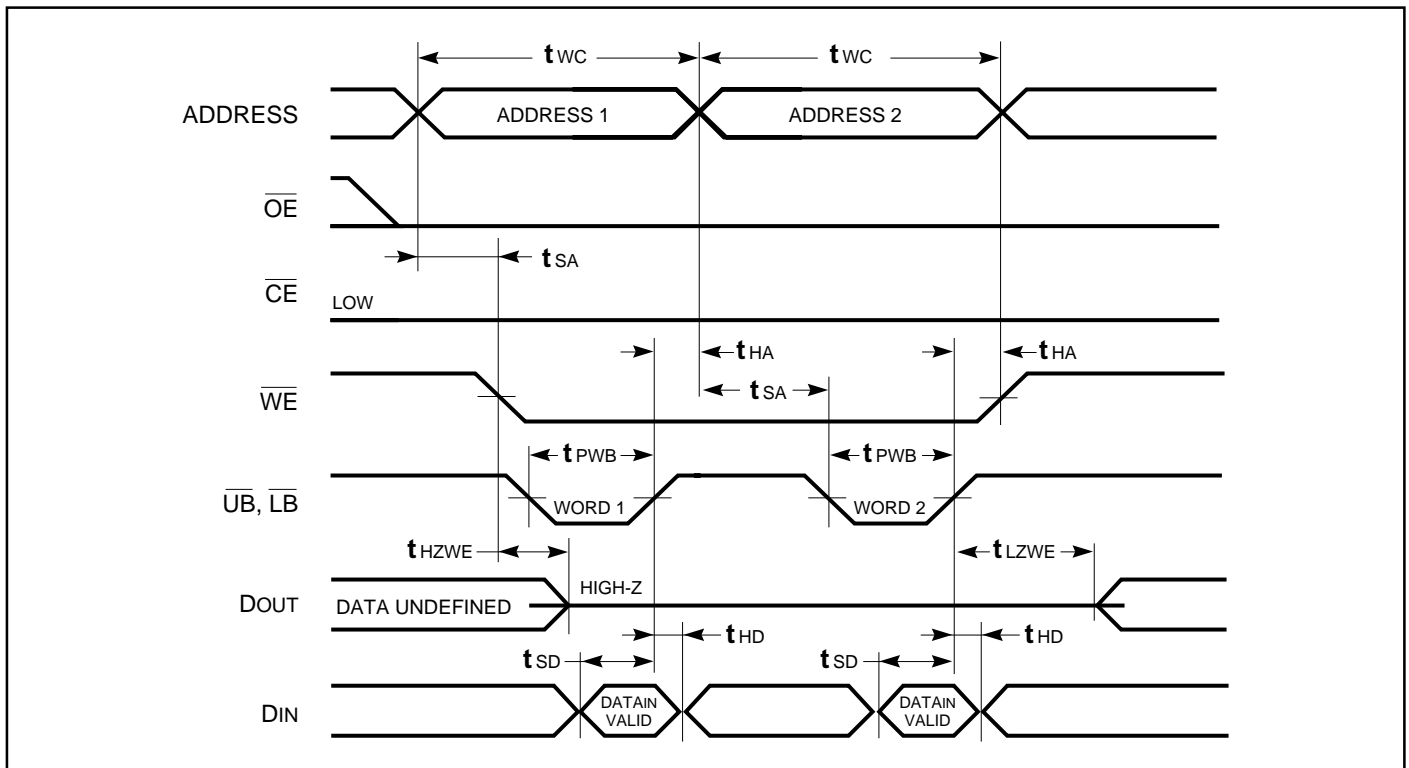 tWC tWC
ADDRESS ADDRESS 1 ADDRESS 2
OE
tSA
CE LOW
tHA tHA
WE tSA
tPWB tPWB
UB, LB WORD 1 WORD 2
tHZWE tLZWE
HIGH-Z
DOUT DATA UNDEFINED
tHD tHD
tSD tSD
DIN DATAIN VALID DATAIN VALID